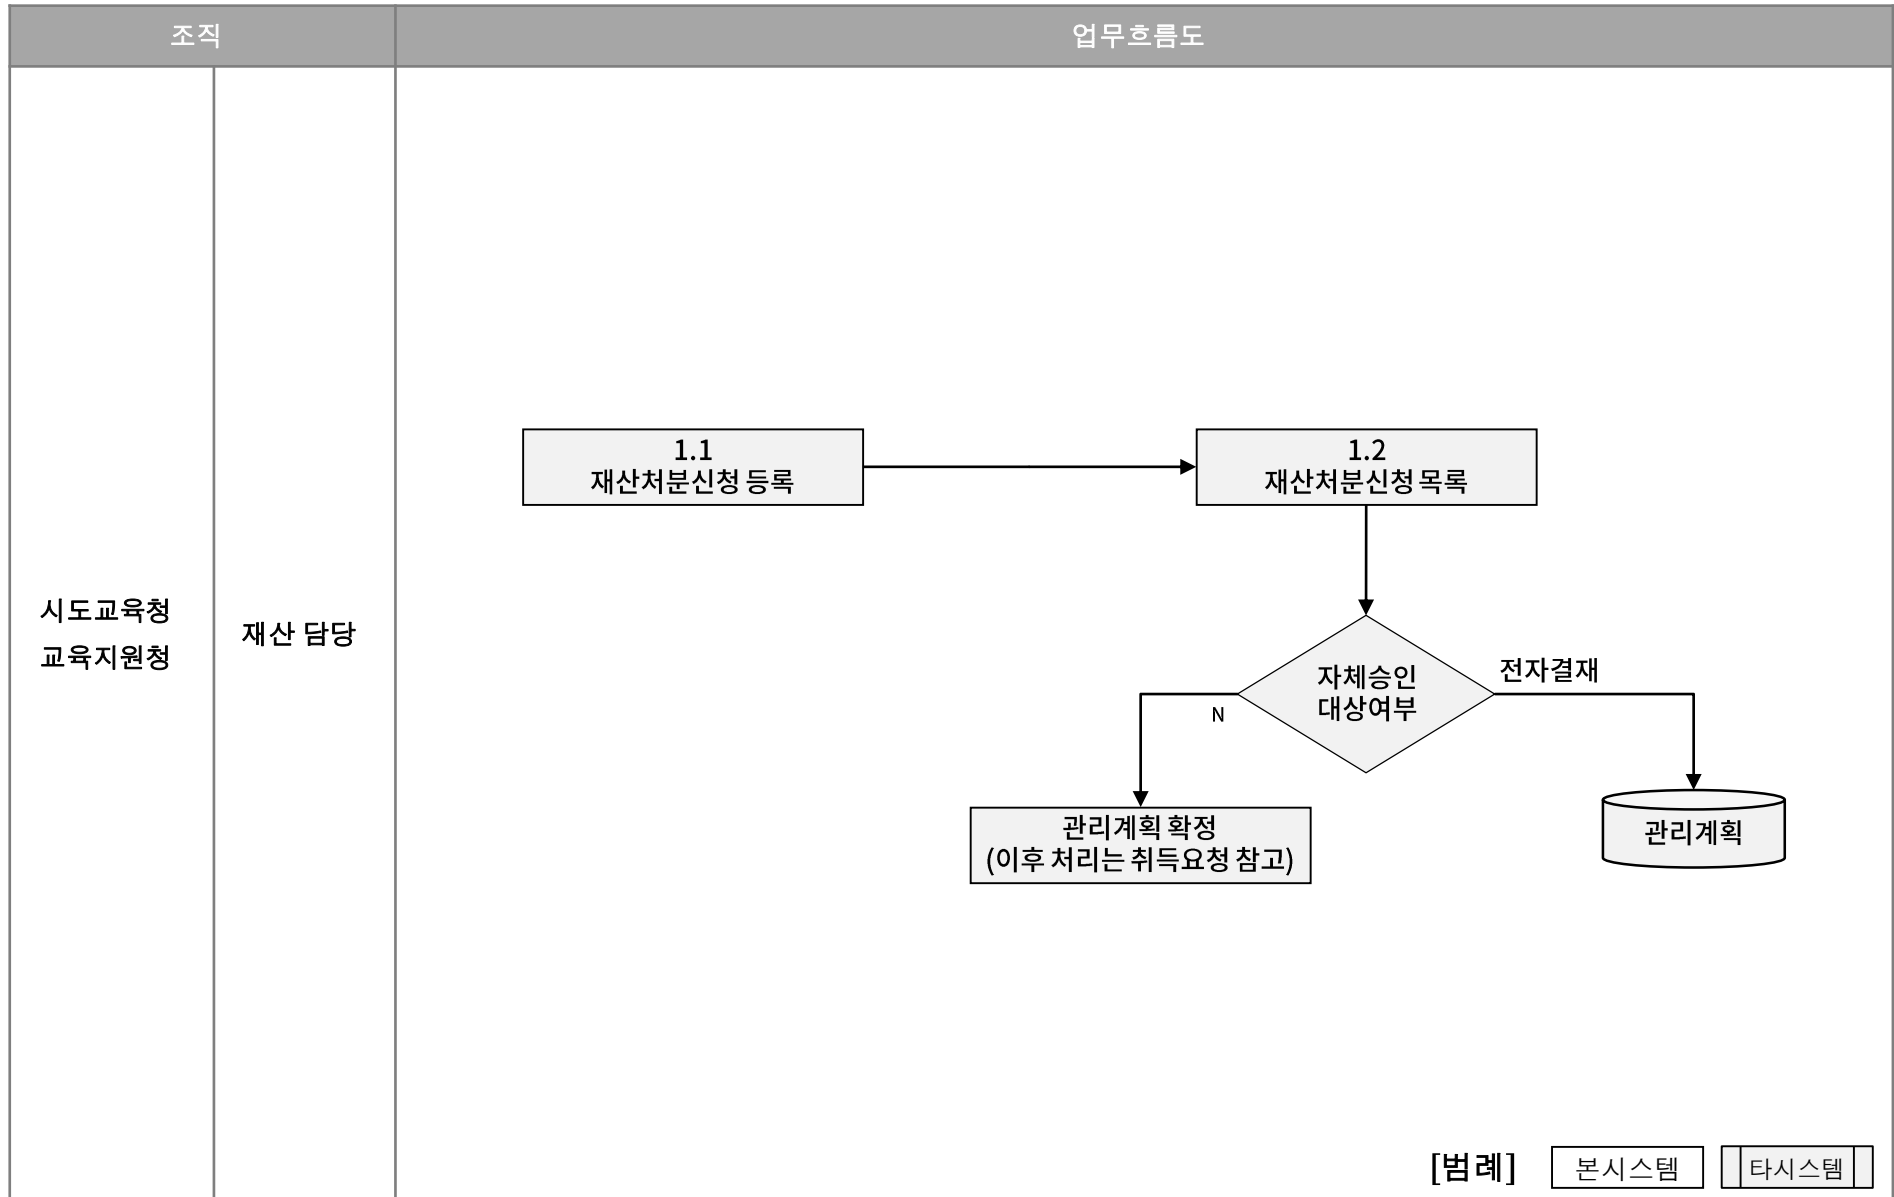 조직
업무흐름도
시도교육청
교육지원청
재산 담당
1.1
재산처분신청 등록
1.2
재산처분신청 목록
자체승인
대상여부
전자결재
N
관리계획 확정
(이후 처리는 취득요청 참고)
관리계획
[범례]
본시스템
타시스템